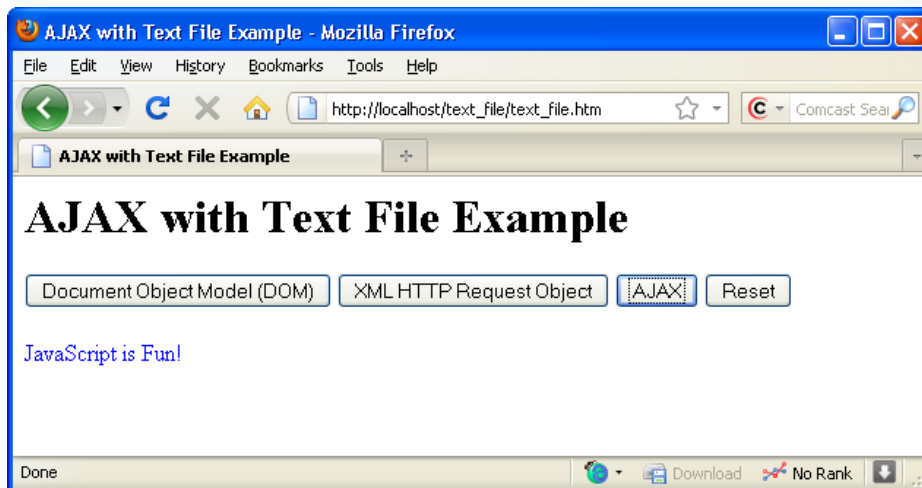 AJAX with Text File Example - Mozilla Firefox
File Edit View History Bookmarks Tools Help
http://localhost/text_file/text_file.htm
Comcast Sear
AJAX with Text File Example
AJAX with Text File Example
Document Object Model (DOM) XML HTTP Request Object AJAX Reset
JavaScript is Fun!
Done Download No Rank